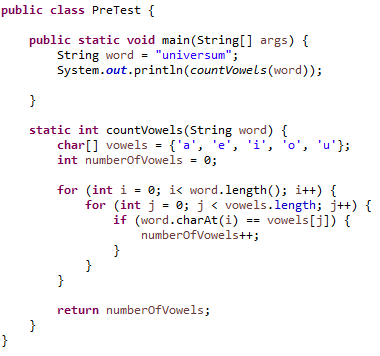 public class PreTest {
public static void main(String[] args) {
String word = "universum";
System.out.println(countVowels(word));
}
static int countVowels(String word) {
char[] vowels = {'a', 'e', 'i', 'o', 'u'};
int numberOfVowels = 0;
for (int i = 0; i< word.length(); i++) {
for (int j = 0; j < vowels.length; j++) {
if (word.charAt(i) == vowels[j]) {
numberOfVowels++;
}
}
}
return numberOfVowels;
}
}